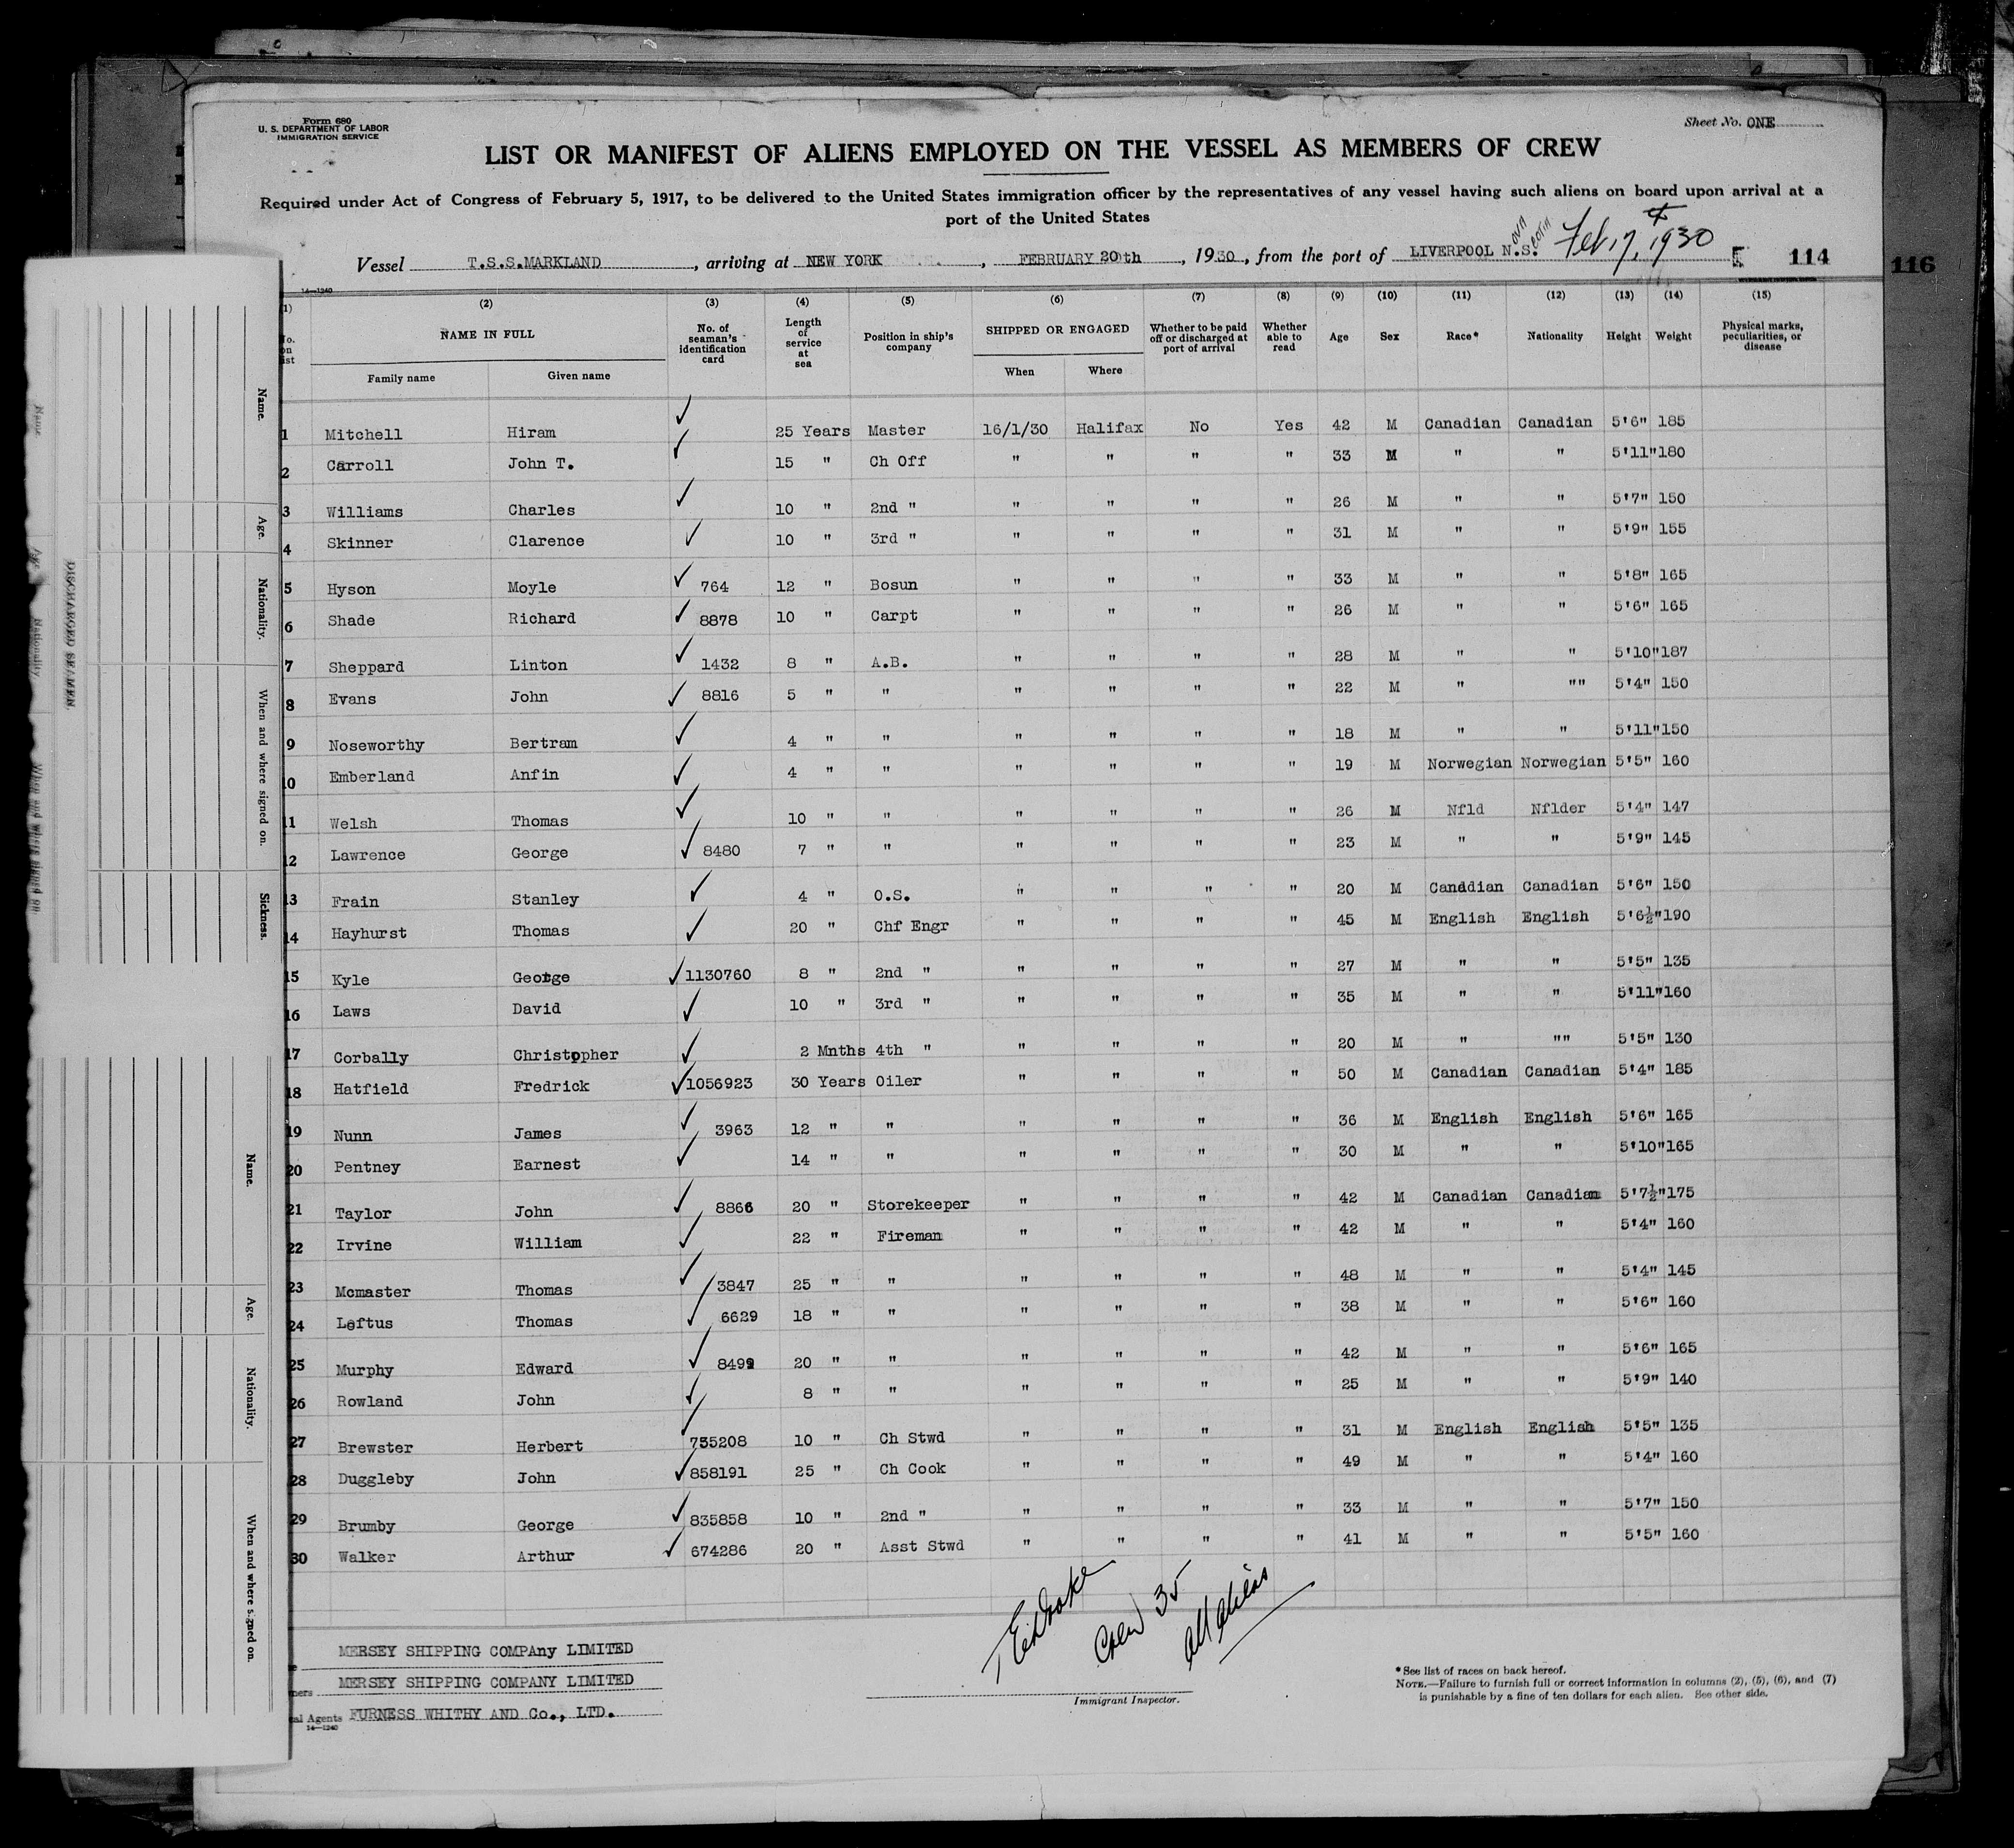 Form 680
U. S. DEPARTMENT OF LABOR
IMMIGRATION SERVICE
Sheet No. ONE
LIST OR MANIFEST OF ALIENS EMPLOYED ON THE VESSEL AS MEMBERS OF CREW
Required under Act of Congress of February 5, 1917, to be delivered to the United States immigration officer by the representatives of any vessel having such aliens on board upon arrival at a
port of the United States
Vessel T.S.S.MARKLAND, arriving at NEW YORK, FEBRUARY 20th, 1930, from the port of LIVERPOOL N.S. OVA COTIA Feb 17, 1930 114
116
14—1240
(1) (2) (3) (4) (5) (6) (7) (8) (9) (10) (11) (12) (13) (14) (15)
No. on list NAME IN FULL Family name Given name No. of seaman's identification card Length of service at sea Position in ship's company SHIPPED OR ENGAGED When Where Whether to be paid off or discharged at port of arrival Whether able to read Age Sex Race* Nationality Height Weight Physical marks, peculiarities, or disease
1 Mitchell Hiram ✓ 25 Years Master 16/1/30 Halifax No Yes 42 M Canadian Canadian 5'6" 185
2 Carroll John T. ✓ 15 " Ch Off " " " " 33 M " " 5'11" 180
3 Williams Charles ✓ 10 " 2nd " " " " " 26 M " " 5'7" 150
4 Skinner Clarence ✓ 10 " 3rd " " " " " 31 M " " 5'9" 155
5 Hyson Moyle ✓ 764 12 " Bosun " " " " 33 M " " 5'8" 165
6 Shade Richard ✓ 8878 10 " Carpt " " " " 26 M " " 5'6" 165
7 Sheppard Linton ✓ 1432 8 " A.B. " " " " 28 M " " 5'10" 187
8 Evans John ✓ 8816 5 " " " " " " 22 M " "" 5'4" 150
9 Noseworthy Bertram ✓ 4 " " " " " " 18 M " " 5'11" 150
10 Emberland Anfin ✓ 4 " " " " " " 19 M Norwegian Norwegian 5'5" 160
11 Welsh Thomas ✓ 10 " " " " " " 26 M Nfld Nflder 5'4" 147
12 Lawrence George ✓ 8480 7 " " " " " " 23 M " " 5'9" 145
13 Frain Stanley ✓ 4 " O.S. " " " " 20 M Canadian Canadian 5'6" 150
14 Hayhurst Thomas ✓ 20 " Chf Engr " " " " 45 M English English 5'6½" 190
15 Kyle George ✓ 1130760 8 " 2nd " " " " " 27 M " " 5'5" 135
16 Laws David ✓ 10 " 3rd " " " " " 35 M " " 5'11" 160
17 Corbally Christopher ✓ 2 Mnths 4th " " " " " 20 M " "" 5'5" 130
18 Hatfield Fredrick ✓ 1056923 30 Years Oiler " " " " 50 M Canadian Canadian 5'4" 185
19 Nunn James ✓ 3963 12 " " " " " " 36 M English English 5'6" 165
20 Pentney Earnest ✓ 14 " " " " " " 30 M " " 5'10" 165
21 Taylor John ✓ 8866 20 " Storekeeper " " " " 42 M Canadian Canadian 5'7½" 175
22 Irvine William ✓ 22 " Fireman " " " " 42 M " " 5'4" 160
23 Mcmaster Thomas ✓ 3847 25 " " " " " " 48 M " " 5'4" 145
24 Loftus Thomas ✓ 6629 18 " " " " " " 38 M " " 5'6" 160
25 Murphy Edward ✓ 8492 20 " " " " " " 42 M " " 5'6" 165
26 Rowland John ✓ 8 " " " " " " 25 M " " 5'9" 140
27 Brewster Herbert ✓ 735208 10 " Ch Stwd " " " " 31 M English English 5'5" 135
28 Duggleby John ✓ 858191 25 " Ch Cook " " " " 49 M " " 5'4" 160
29 Brumby George ✓ 835858 10 " 2nd " " " " " 33 M " " 5'7" 150
30 Walker Arthur ✓ 674286 20 " Asst Stwd " " " " 41 M " " 5'5" 160
Crew 35
all aliens
MERSEY SHIPPING COMPAny LIMITED
MERSEY SHIPPING COMPANY LIMITED
Agents FURNESS WHITHY AND Co., LTD.
14—1240
Immigrant Inspector.
*See list of races on back hereof.
NOTE.—Failure to furnish full or correct information in columns (2), (5), (6), and (7)
is punishable by a fine of ten dollars for each alien. See other side.
DISCHARGED SEAMEN.
Name. Age. Nationality. When and where signed on. Sickness.
Name. Age. Nationality. When and where signed on.
Name Age Nationality When and where signed on